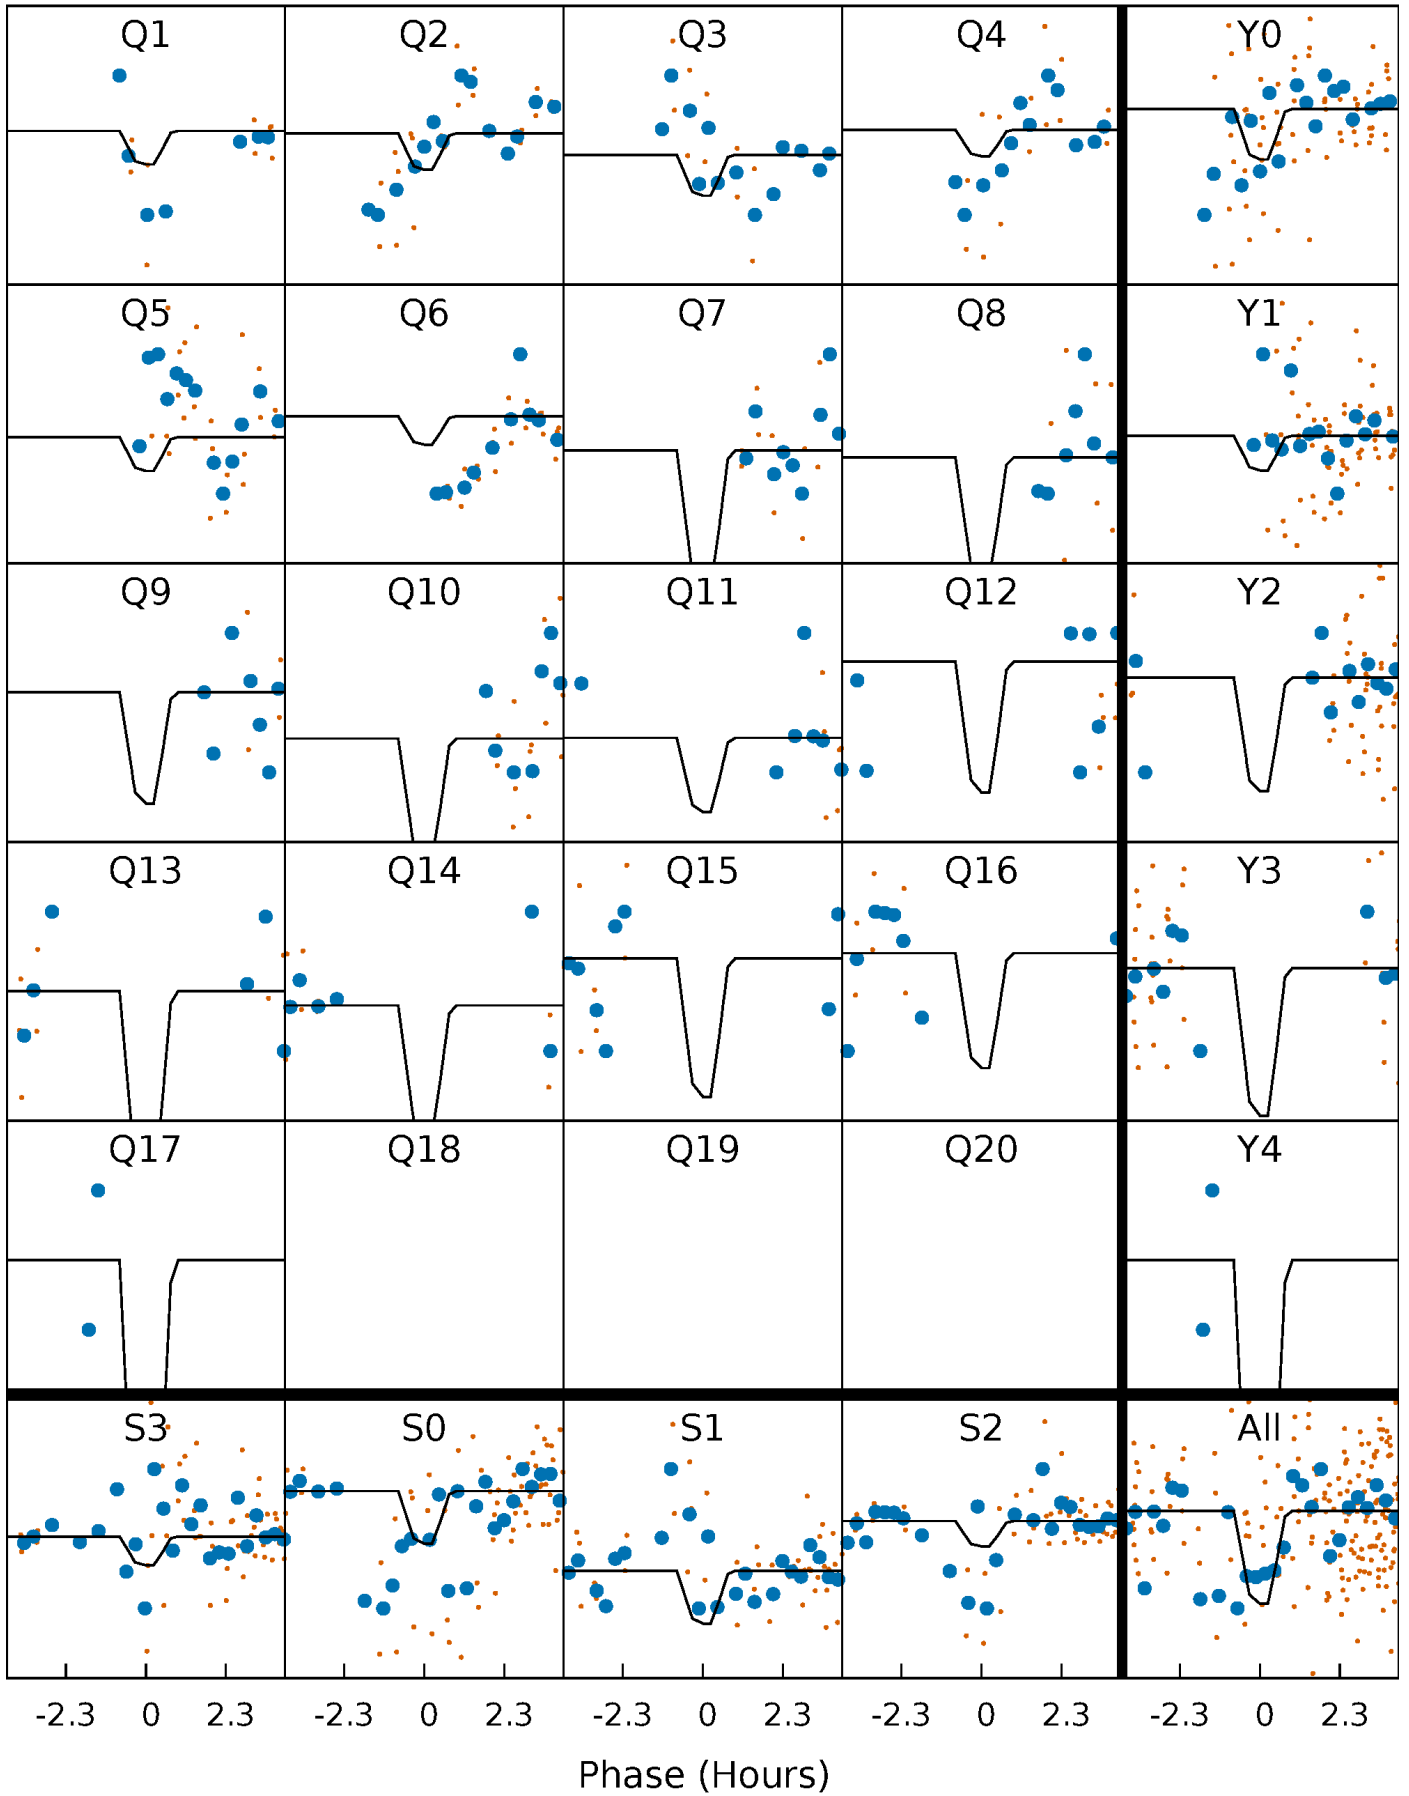 Q1 Q2 Q3 Q4 Y0
Q5 Q6 Q7 Q8 Y1
Q9 Q10 Q11 Q12 Y2
Q13 Q14 Q15 Q16 Y3
Q17 Q18 Q19 Q20 Y4
S3 S0 S1 S2 All
-2.3 0 2.3 -2.3 0 2.3 -2.3 0 2.3 -2.3 0 2.3 -2.3 0 2.3
Phase (Hours)